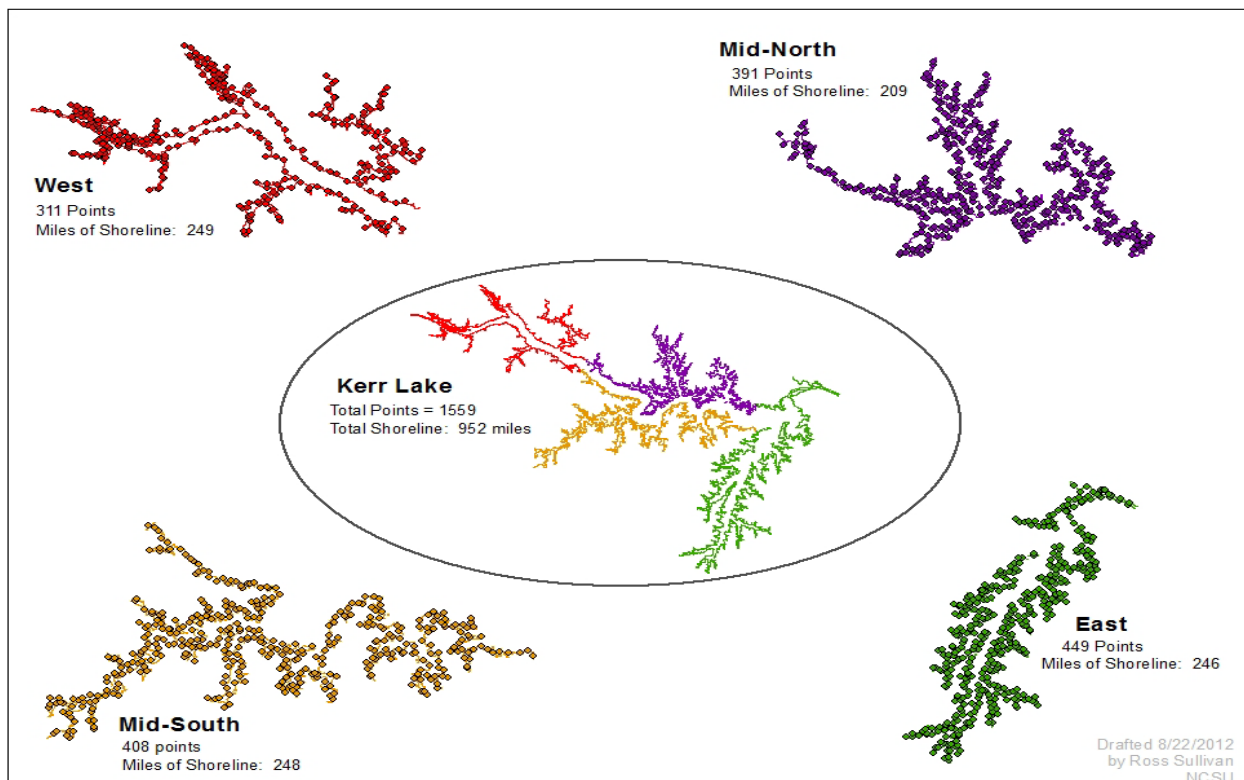 Mid-North
391 Points
Miles of Shoreline: 209
West
311 Points
Miles of Shoreline: 249
Kerr Lake
Total Points = 1559
Total Shoreline: 952 miles
East
449 Points
Miles of Shoreline: 246
Mid-South
408 points
Miles of Shoreline: 248
Drafted 8/22/2012
by Ross Sullivan
NCSU